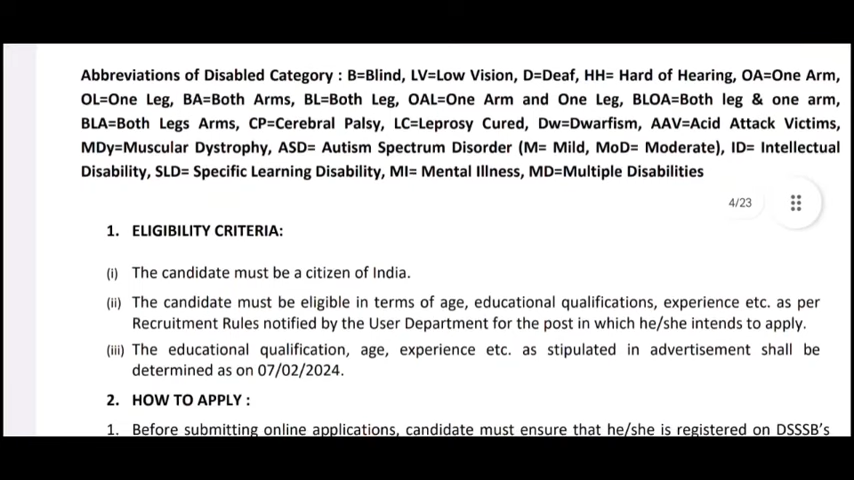 Abbreviations of Disabled Category : B=Blind, LV=Low Vision, D=Deaf, HH= Hard of Hearing, OA=One Arm,
OL=One Leg, BA=Both Arms, BL=Both Leg, OAL=One Arm and One Leg, BLOA=Both leg & one arm,
BLA=Both Legs Arms, CP=Cerebral Palsy, LC=Leprosy Cured, Dw=Dwarfism, AAV=Acid Attack Victims,
MDy=Muscular Dystrophy, ASD= Autism Spectrum Disorder (M= Mild, MoD= Moderate), ID= Intellectual
Disability, SLD= Specific Learning Disability, MI= Mental Illness, MD=Multiple Disabilities
4/23
1. ELIGIBILITY CRITERIA:
(i) The candidate must be a citizen of India.
(ii) The candidate must be eligible in terms of age, educational qualifications, experience etc. as per
Recruitment Rules notified by the User Department for the post in which he/she intends to apply.
(iii) The educational qualification, age, experience etc. as stipulated in advertisement shall be
determined as on 07/02/2024.
2. HOW TO APPLY :
1. Before submitting online applications, candidate must ensure that he/she is registered on DSSSB's